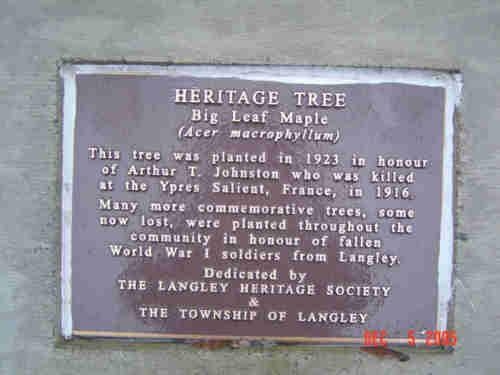 HERITAGE TREE
Big Leaf Maple
(Acer macrophyllum)
This tree was planted in 1923 in honour
of Arthur T. Johnston who was killed
at the Ypres Salient, France, in 1916.
Many more commemorative trees, some
now lost, were planted throughout the
community in honour of fallen
World War I soldiers from Langley.
Dedicated by
THE LANGLEY HERITAGE SOCIETY
&
THE TOWNSHIP OF LANGLEY
DEC 5 2005